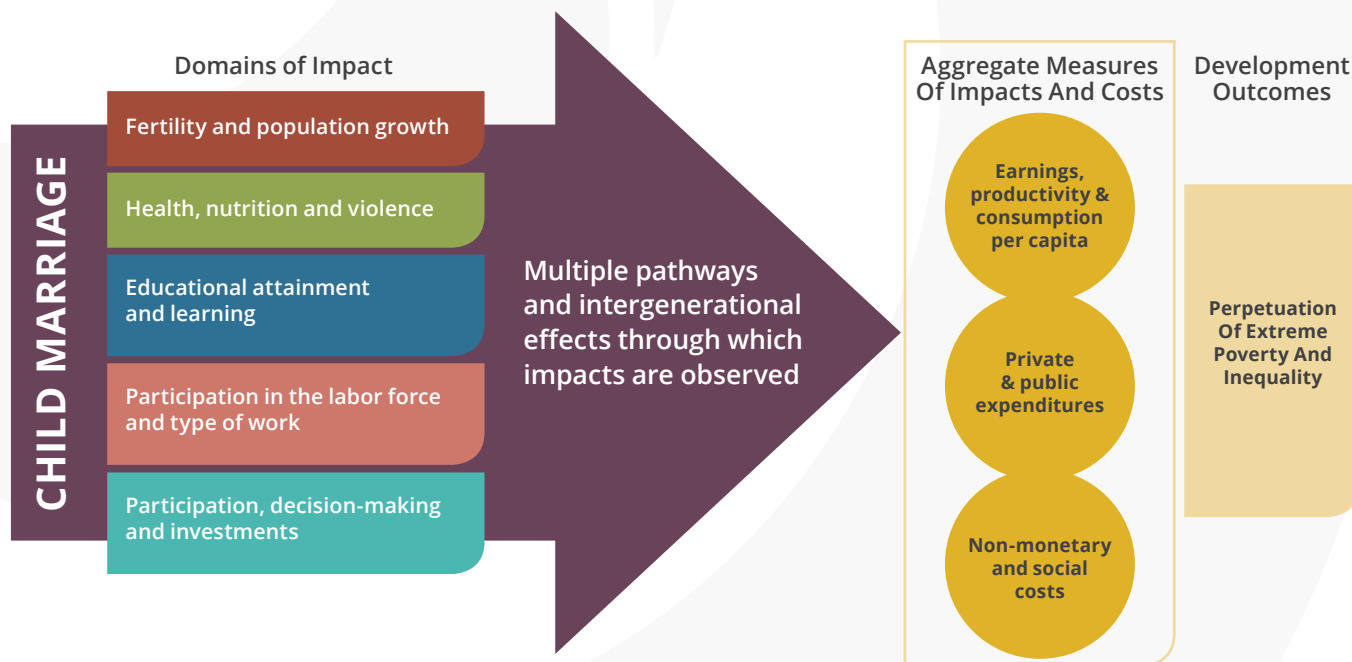 CHILD MARRIAGE
Domains of Impact
Fertility and population growth
Health, nutrition and violence
Educational attainment
and learning
Participation in the labor force
and type of work
Participation, decision-making
and investments
Multiple pathways
and intergenerational
effects through which
impacts are observed
Aggregate Measures
Of Impacts And Costs
Earnings,
productivity &
consumption
per capita
Private
& public
expenditures
Non-monetary
and social
costs
Development
Outcomes
Perpetuation
Of Extreme
Poverty And
Inequality